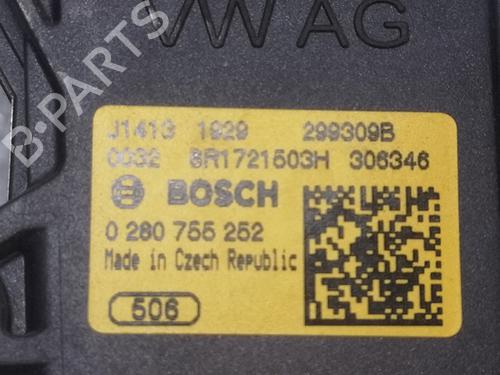 B-PARTS
VW AG
J1413 1929 299309B
0032 8R1721503H 306346
BOSCH
0 280 755 252
Made in Czech Republic
506